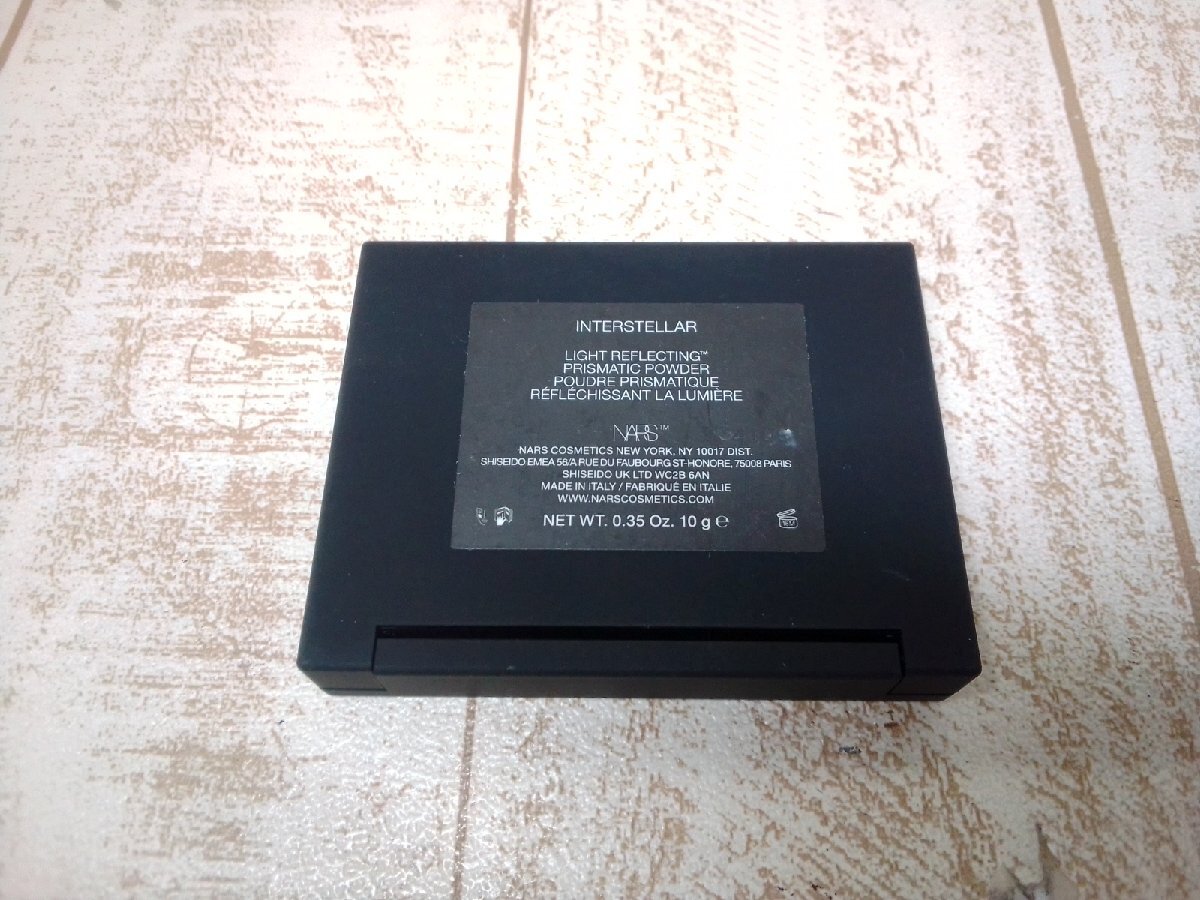 INTERSTELLAR
LIGHT REFLECTING™
PRISMATIC POWDER
POUDRE PRISMATIQUE
RÉFLÉCHISSANT LA LUMIÈRE
NARS™
NARS COSMETICS NEW YORK, NY 10017 DIST.
SHISEIDO EMEA 56/A RUE DU FAUBOURG ST-HONORE, 75008 PARIS
SHISEIDO UK LTD WC2B 6AN
MADE IN ITALY / FABRIQUÉ EN ITALIE
WWW.NARSCOSMETICS.COM
NET WT. 0.35 Oz. 10 g ℮